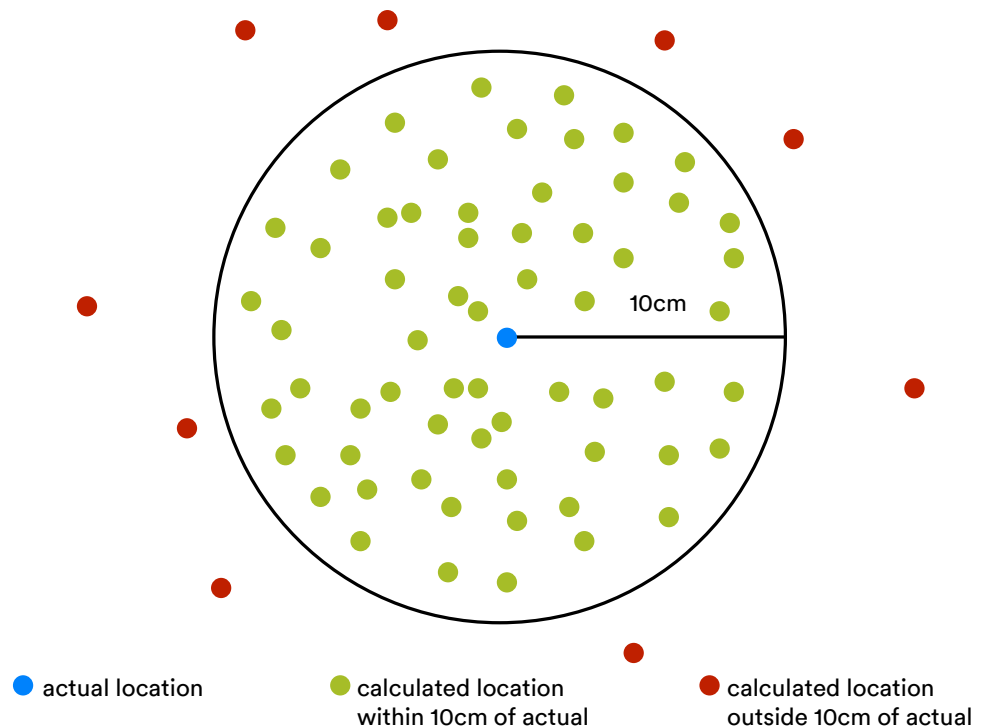 10cm
actual location
calculated location
within 10cm of actual
calculated location
outside 10cm of actual